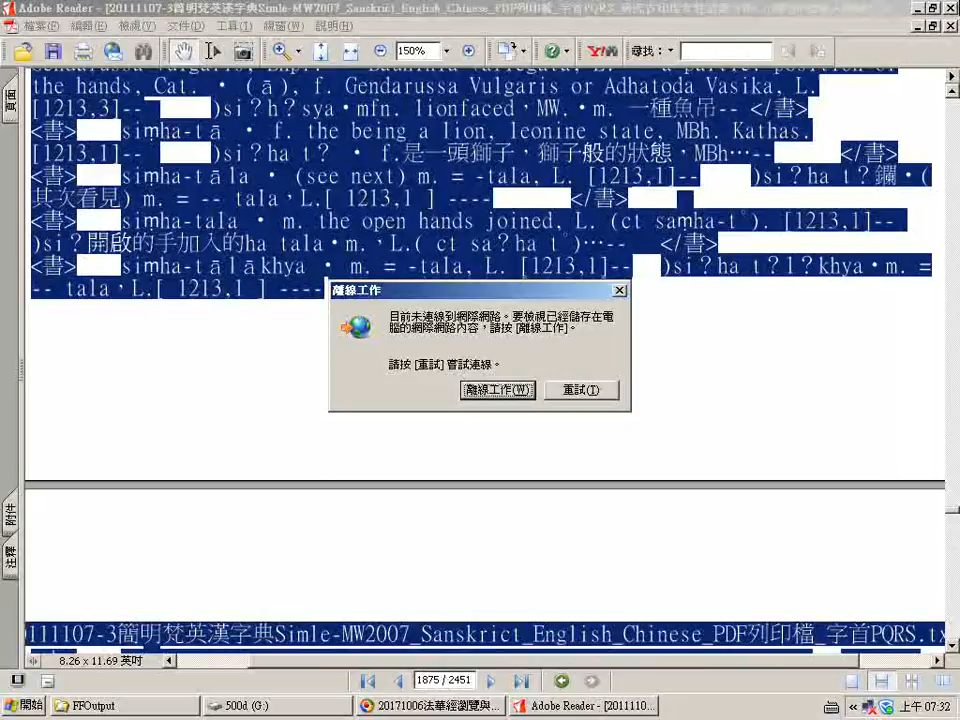 Adobe Reader - [20111107-3簡明梵英漢字典Simle-MW2007_Sanskrict_English_Chinese_PDF列印檔_字首PQRS_
檔案(F) 編輯(E) 檢視(V) 文件(D) 工具(T) 視窗(W) 說明(H)
150% 尋找:
the hands, Cat. • (ā), f. Gendarussa Vulgaris or Adhatoda Vasika, L.
[1213,3]-- )si?h?sya•mfn. lionfaced, MW.•m. 一種魚吊-- </書>
<書> siṃha-tā • f. the being a lion, leonine state, MBh. Kathas.
[1213,1]-- )si?ha t? • f.是一頭獅子，獅子般的狀態，MBh…-- </書>
<書> siṃha-tāla • (see next) m. = -tala, L. [1213,1]-- )si?ha t?鑭•(
其次看見) m. = -- tala，L.[ 1213,1 ] ---- </書>
<書> siṃha-tala • m. the open hands joined, L. (ct saṃha-t°). [1213,1]--
)si?開啟的手加入的ha tala•m.，L.( ct sa?ha t°)…-- </書>
<書> siṃha-tālākhya • m. = -tala, L. [1213,1]-- )si?ha t?l?khya•m. =
-- tala，L.[ 1213,1 ] ----
離線工作
目前未連線到網際網路。要檢視已經儲存在電
腦的網際網路內容，請按 [離線工作]。
請按 [重試] 嘗試連線。
離線工作(W) 重試(T)
頁面
附件
注釋
111107-3簡明梵英漢字典Simle-MW2007_Sanskrict_English_Chinese_PDF列印檔_字首PQRS.tx
8.26 x 11.69 英吋
1875 / 2451
開始 FFOutput 500d (G:) 20171006法華經瀏覽與... Adobe Reader - [2011110... 上午 07:32